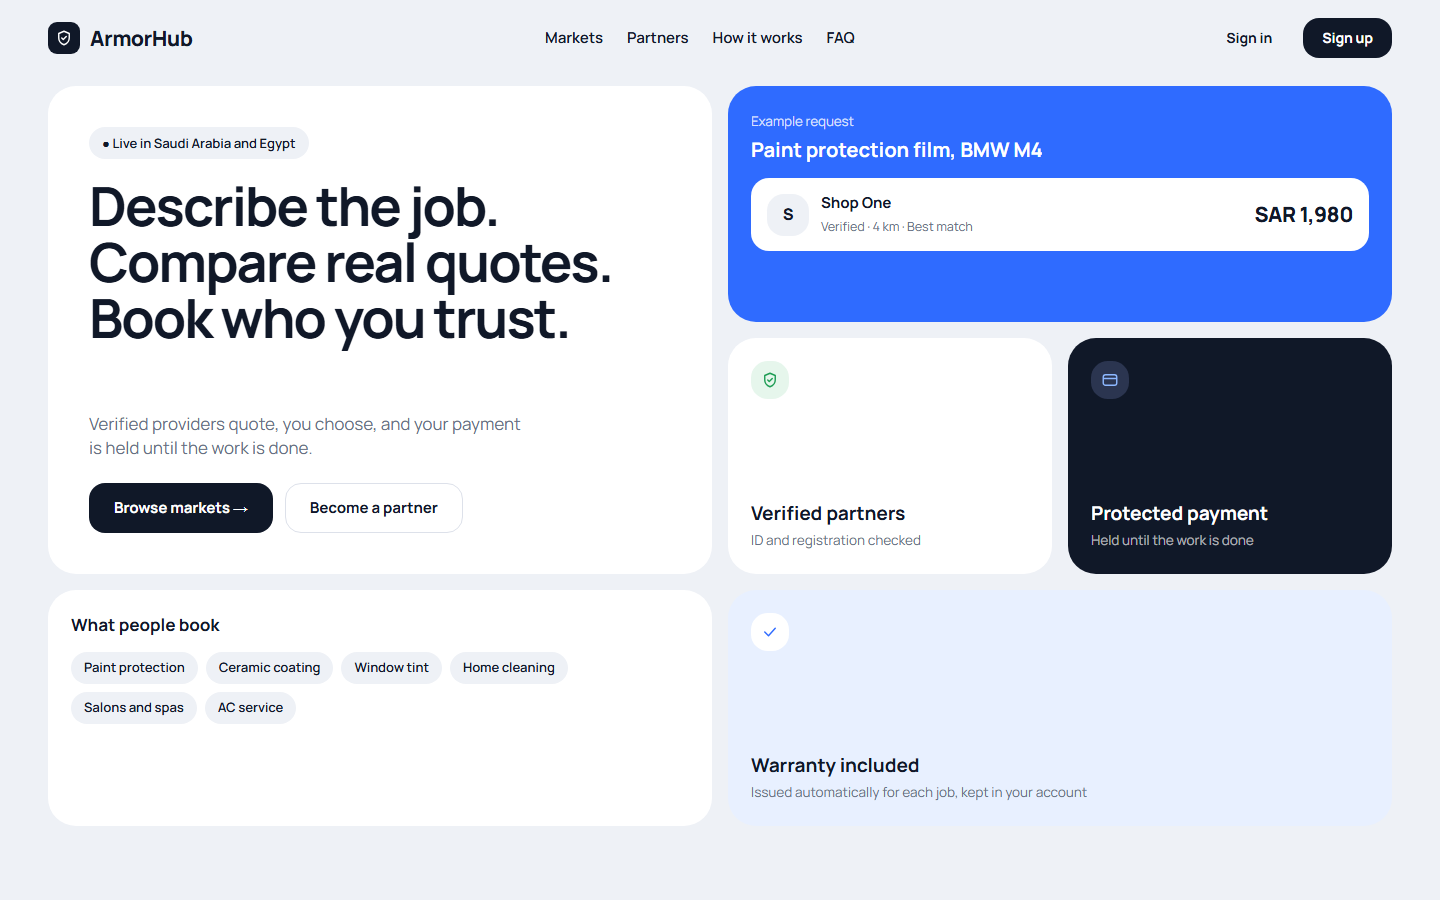 ArmorHub
Markets Partners How it works FAQ
Sign in Sign up
● Live in Saudi Arabia and Egypt
Describe the job.
Compare real quotes.
Book who you trust.
Verified providers quote, you choose, and your payment
is held until the work is done.
Browse markets →
Become a partner
Example request
Paint protection film, BMW M4
S
Shop One
Verified · 4 km · Best match
SAR 1,980
Verified partners
ID and registration checked
Protected payment
Held until the work is done
What people book
Paint protection Ceramic coating Window tint Home cleaning
Salons and spas AC service
Warranty included
Issued automatically for each job, kept in your account